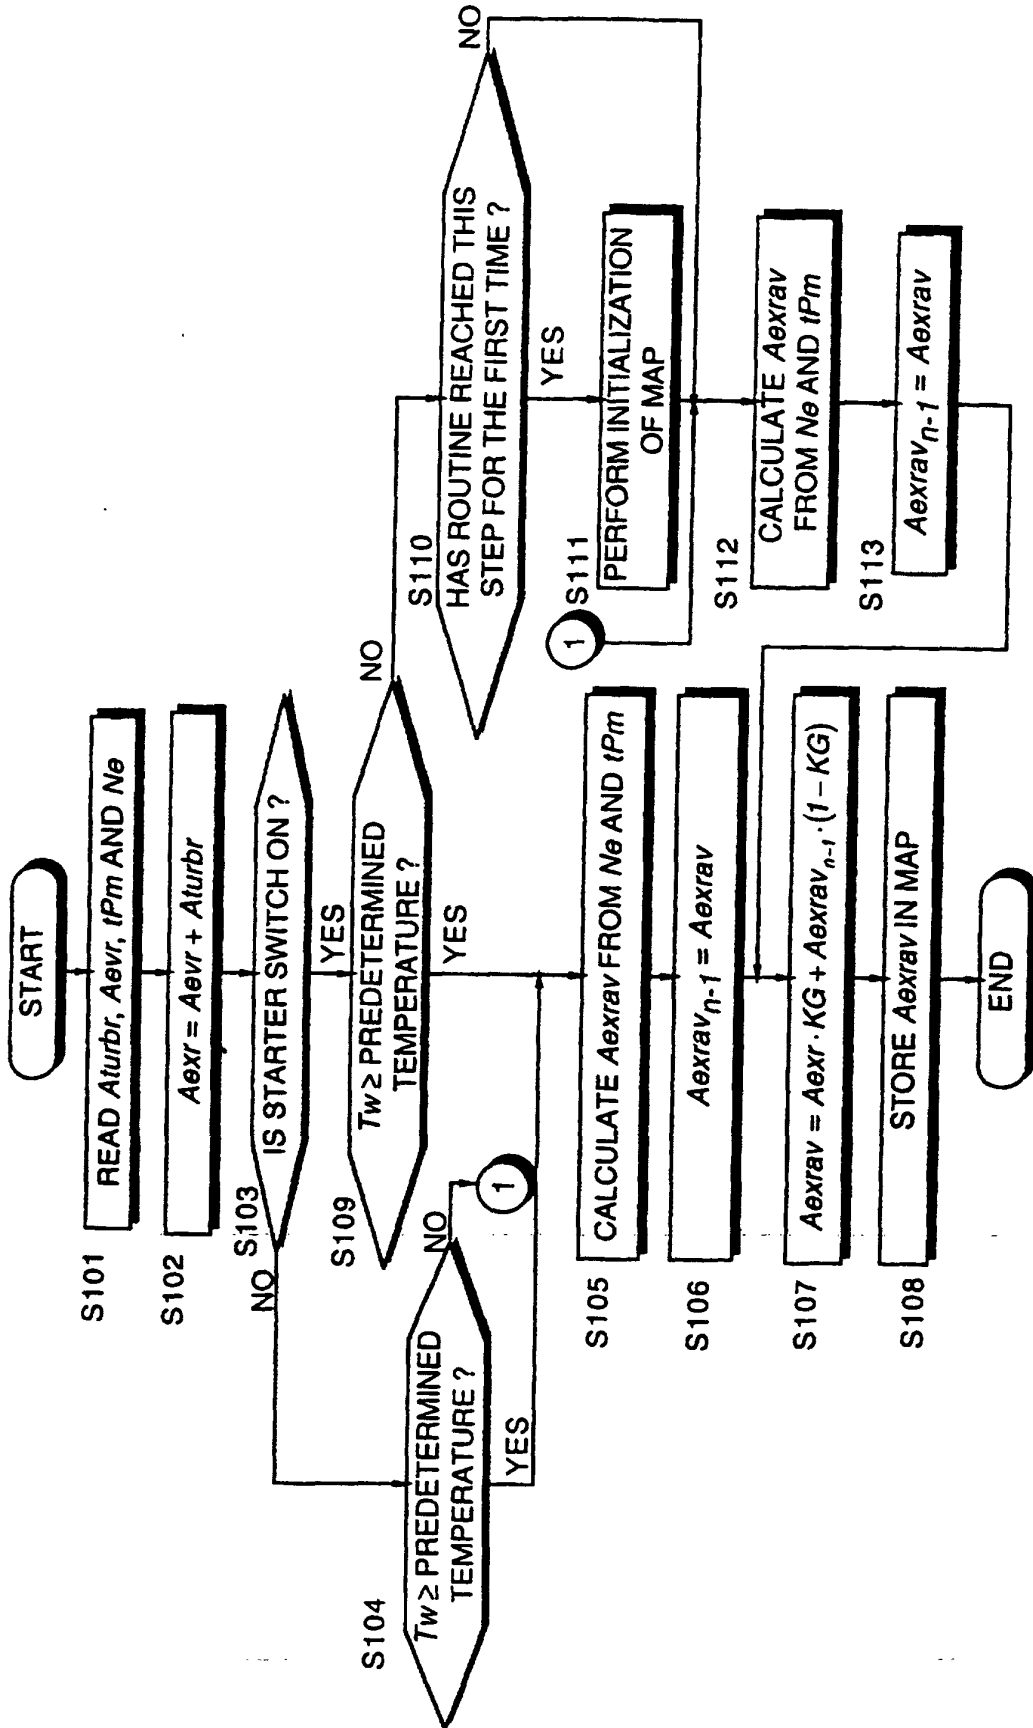 START
S101
READ Aturbr, Aevr, tPm AND Ne
S102
Aexr = Aevr + Aturbr
S103
IS STARTER SWITCH ON ?
NO
YES
S109
Tw ≥ PREDETERMINED
TEMPERATURE ?
NO
YES
S104
Tw ≥ PREDETERMINED
TEMPERATURE ?
NO
1
YES
S110
HAS ROUTINE REACHED THIS
STEP FOR THE FIRST TIME ?
NO
YES
1
S111
PERFORM INITIALIZATION
OF MAP
S112
CALCULATE Aexrav
FROM Ne AND tPm
S113
Aexravn-1 = Aexrav
S105
CALCULATE Aexrav FROM Ne AND tPm
S106
Aexravn-1 = Aexrav
S107
Aexrav = Aexr · KG + Aexravn-1 · (1 – KG)
S108
STORE Aexrav IN MAP
END